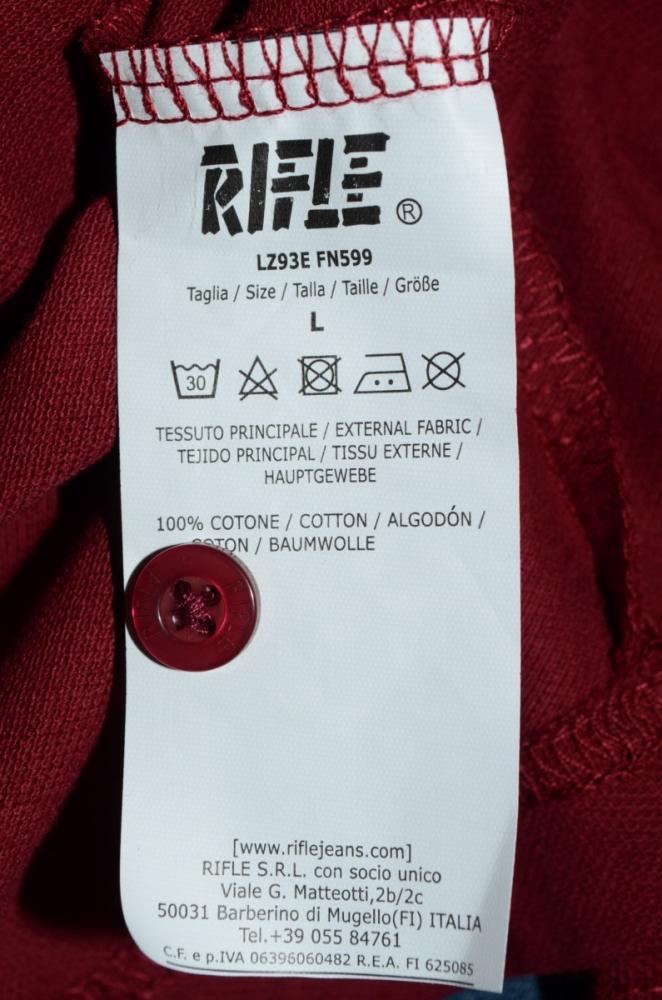 RIFLE ®
LZ93E FN599
Taglia / Size / Talla / Taille / Größe
L
30
TESSUTO PRINCIPALE / EXTERNAL FABRIC /
TEJIDO PRINCIPAL / TISSU EXTERNE /
HAUPTGEWEBE
100% COTONE / COTTON / ALGODÓN /
/ BAUMWOLLE
[www.riflejeans.com]
RIFLE S.R.L. con socio unico
Viale G. Matteotti,2b/2c
50031 Barberino di Mugello(FI) ITALIA
Tel.+39 055 84761
C.F. e p.IVA 06396060482 R.E.A. FI 625085